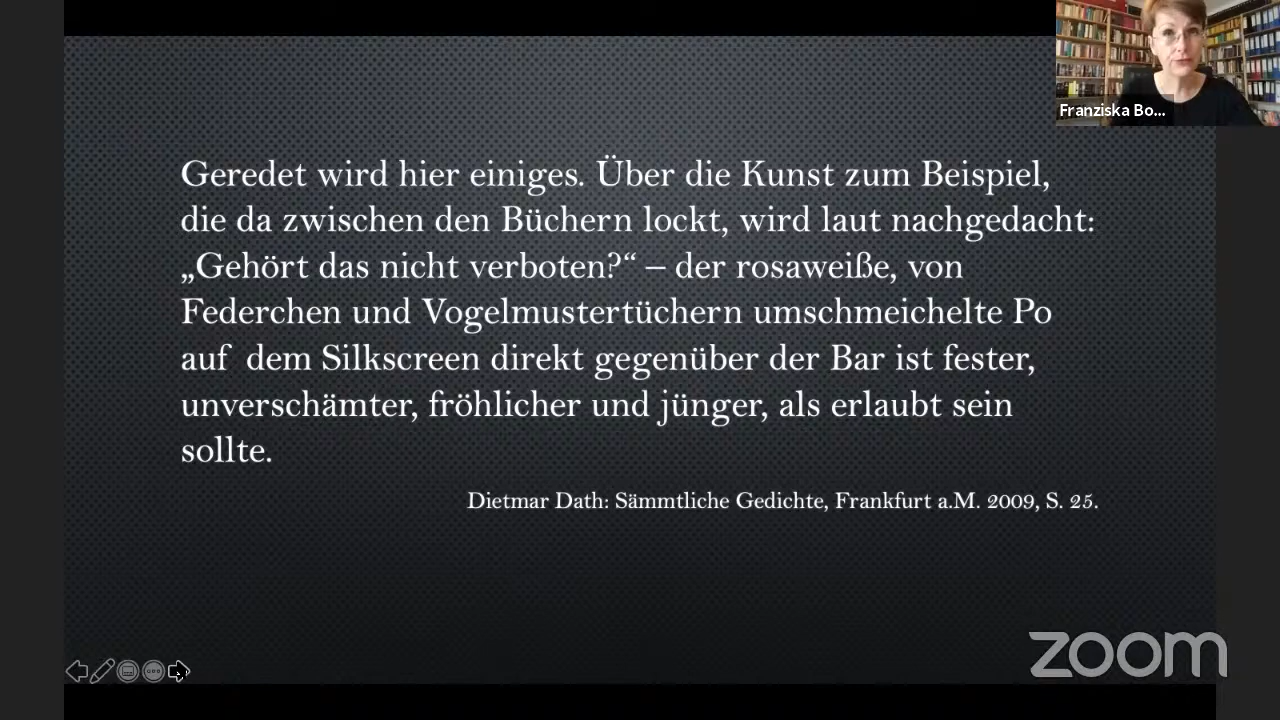 Franziska Bo...
Geredet wird hier einiges. Über die Kunst zum Beispiel,
die da zwischen den Büchern lockt, wird laut nachgedacht:
„Gehört das nicht verboten?“ – der rosaweiße, von
Federchen und Vogelmustertüchern umschmeichelte Po
auf dem Silkscreen direkt gegenüber der Bar ist fester,
unverschämter, fröhlicher und jünger, als erlaubt sein
sollte.
Dietmar Dath: Sämmtliche Gedichte, Frankfurt a.M. 2009, S. 25.
zoom